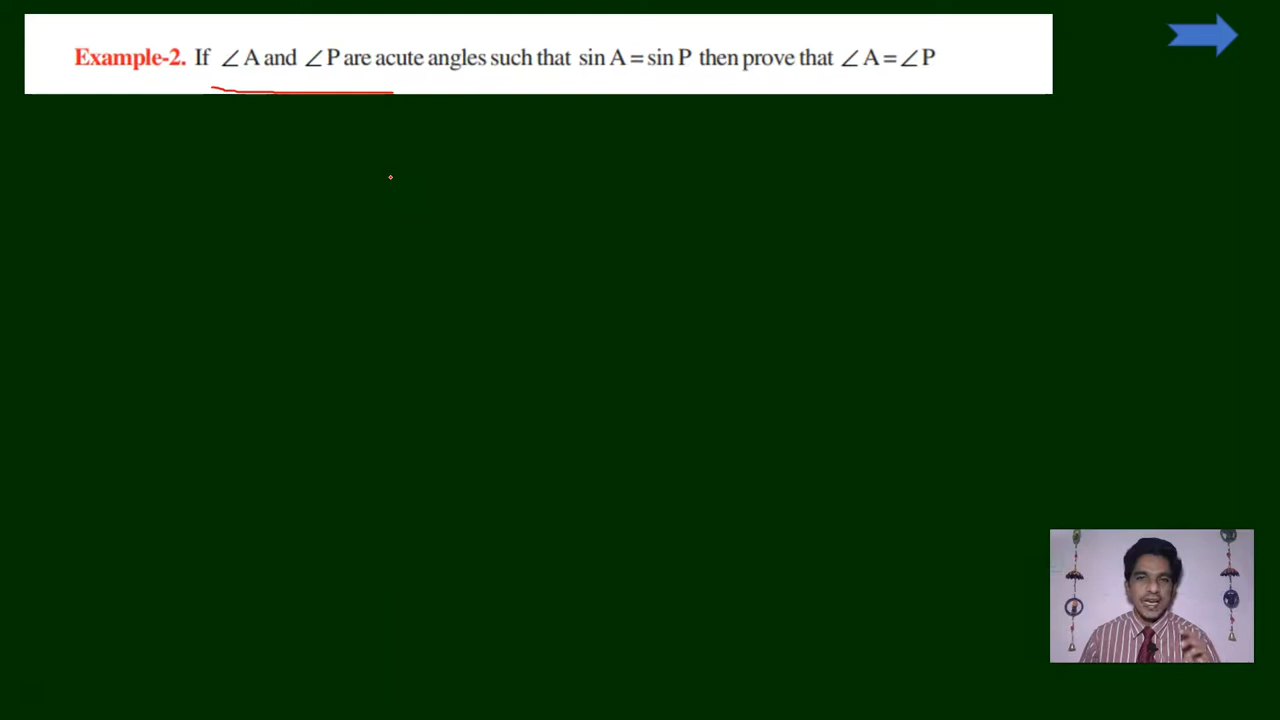 Example-2. If ∠A and ∠P are acute angles such that sin A = sin P then prove that ∠A = ∠P